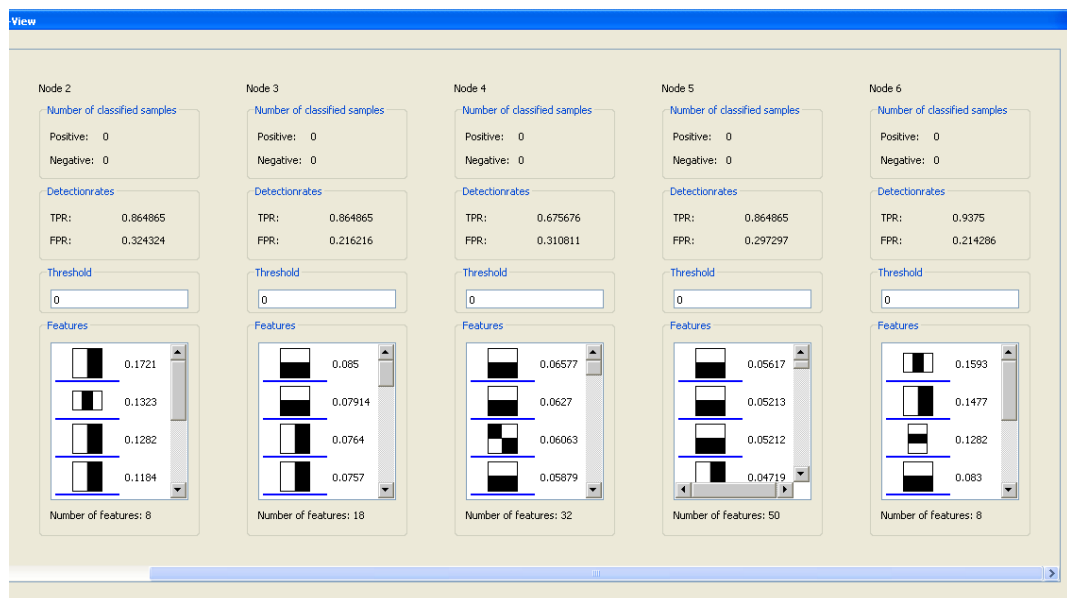 -View
Node 2
Number of classified samples
Positive: 0
Negative: 0
Detectionrates
TPR: 0.864865
FPR: 0.324324
Threshold
0
Features
0.1721
0.1323
0.1282
0.1184
Number of features: 8
Node 3
Number of classified samples
Positive: 0
Negative: 0
Detectionrates
TPR: 0.864865
FPR: 0.216216
Threshold
0
Features
0.085
0.07914
0.0764
0.0757
Number of features: 18
Node 4
Number of classified samples
Positive: 0
Negative: 0
Detectionrates
TPR: 0.675676
FPR: 0.310811
Threshold
0
Features
0.06577
0.0627
0.06063
0.05879
Number of features: 32
Node 5
Number of classified samples
Positive: 0
Negative: 0
Detectionrates
TPR: 0.864865
FPR: 0.297297
Threshold
0
Features
0.05617
0.05213
0.05212
0.04719
Number of features: 50
Node 6
Number of classified samples
Positive: 0
Negative: 0
Detectionrates
TPR: 0.9375
FPR: 0.214286
Threshold
0
Features
0.1593
0.1477
0.1282
0.083
Number of features: 8